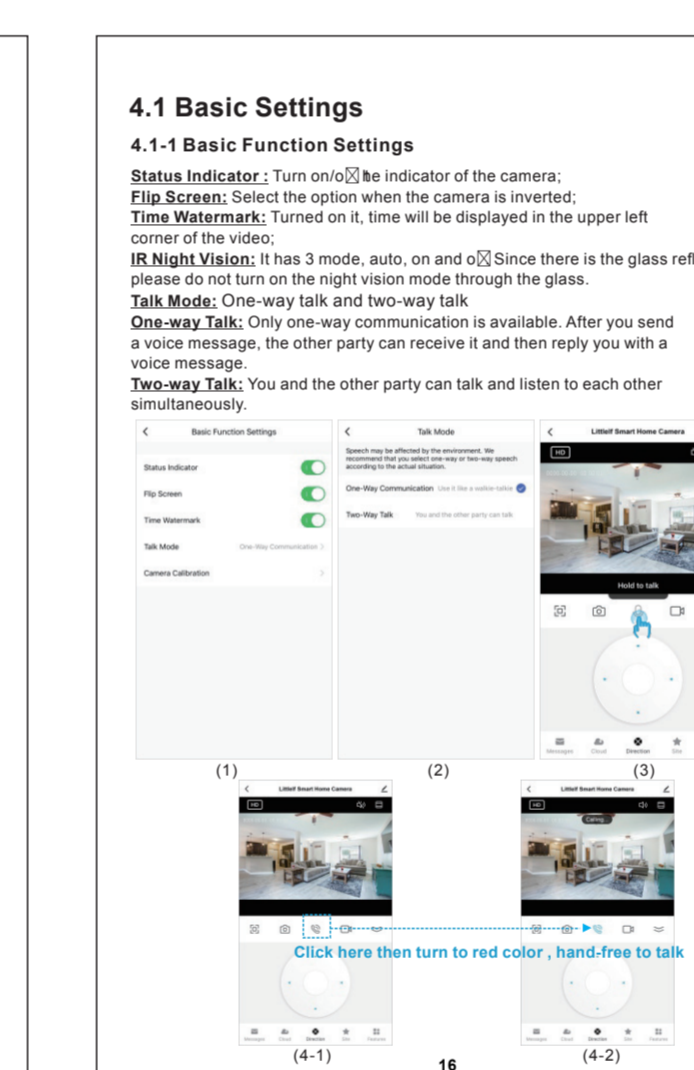 4.1 Basic Settings
4.1-1 Basic Function Settings
Status Indicator : Turn on/o the indicator of the camera;
Flip Screen: Select the option when the camera is inverted;
Time Watermark: Turned on it, time will be displayed in the upper left
corner of the video;
IR Night Vision: It has 3 mode, auto, on and o Since there is the glass refl
please do not turn on the night vision mode through the glass.
Talk Mode: One-way talk and two-way talk
One-way Talk: Only one-way communication is available. After you send
a voice message, the other party can receive it and then reply you with a
voice message.
Two-way Talk: You and the other party can talk and listen to each other
simultaneously.
Basic Function Settings
Status Indicator
Flip Screen
Time Watermark
Talk Mode One-Way Communication
Camera Calibration
(1)
Talk Mode
Speech may be affected by the environment. We
recommend that you select one-way or two-way speech
according to the actual situation.
One-Way Communication Use it like a walkie-talkie
Two-Way Talk You and the other party can talk
(2)
Littlelf Smart Home Camera
HD
Hold to talk
Messages Cloud Direction Site
(3)
Littlelf Smart Home Camera
HD
Messages Cloud Direction Site Features
(4-1)
Littlelf Smart Home Camera
HD
Calling...
Click here then turn to red color , hand-free to talk
Messages Cloud Direction Site Features
(4-2)
16